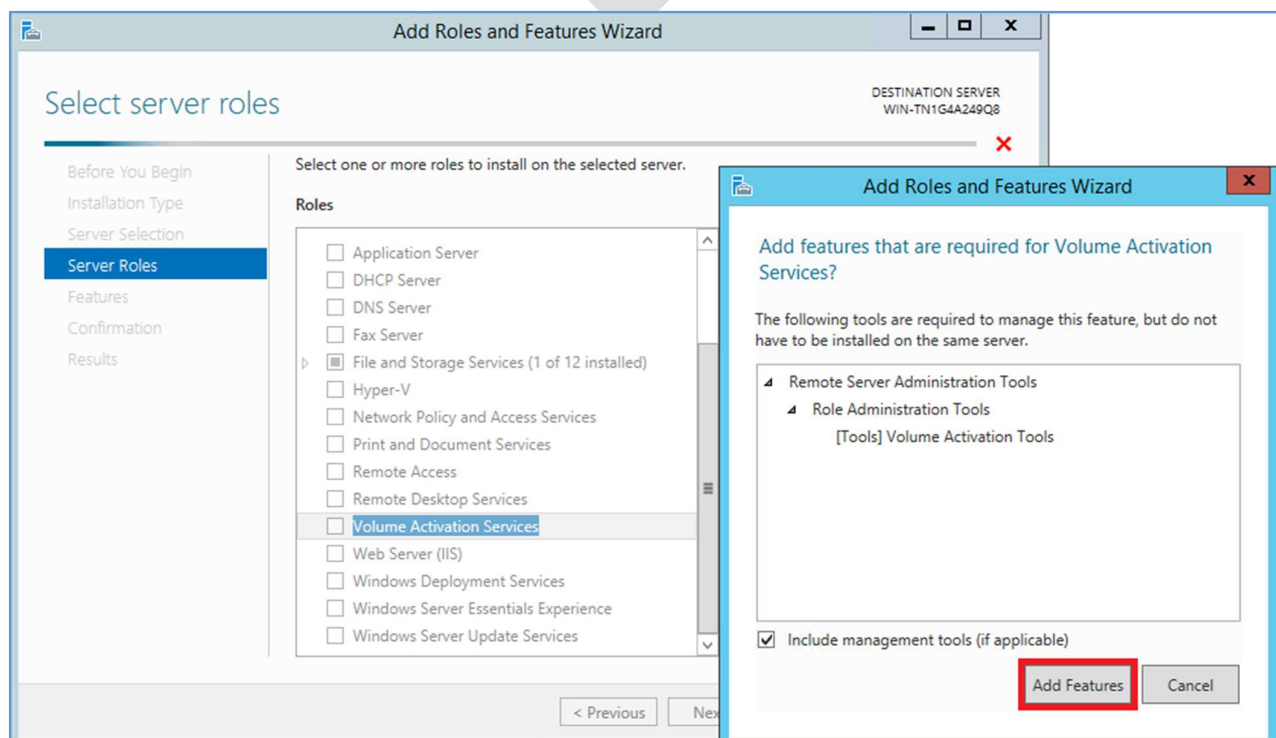 Add Roles and Features Wizard
Select server roles
DESTINATION SERVER
WIN-TN1G4A249Q8
Before You Begin
Installation Type
Server Selection
Server Roles
Features
Confirmation
Results
Select one or more roles to install on the selected server.
Roles
Application Server
DHCP Server
DNS Server
Fax Server
File and Storage Services (1 of 12 installed)
Hyper-V
Network Policy and Access Services
Print and Document Services
Remote Access
Remote Desktop Services
Volume Activation Services
Web Server (IIS)
Windows Deployment Services
Windows Server Essentials Experience
Windows Server Update Services
< Previous
Add Roles and Features Wizard
Add features that are required for Volume Activation
Services?
The following tools are required to manage this feature, but do not
have to be installed on the same server.
Remote Server Administration Tools
Role Administration Tools
[Tools] Volume Activation Tools
Include management tools (if applicable)
Add Features
Cancel